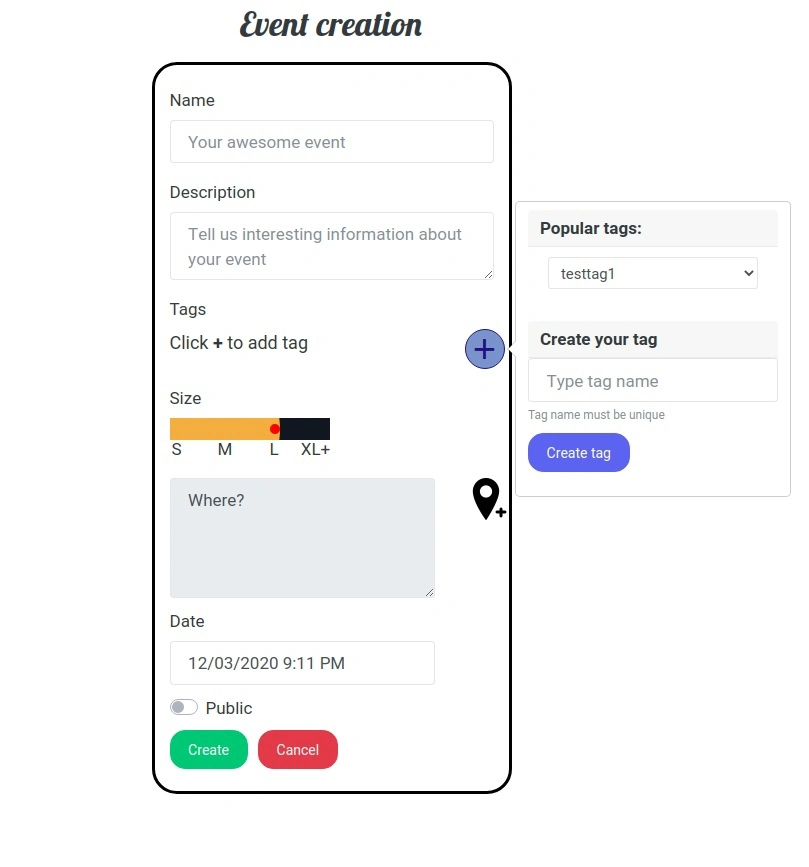 Event creation
Name
Your awesome event
Description
Tell us interesting information about
your event
Tags
Click + to add tag
Size
S M L XL+
Where?
Date
12/03/2020 9:11 PM
Public
Create Cancel
Popular tags:
testtag1
Create your tag
Type tag name
Tag name must be unique
Create tag